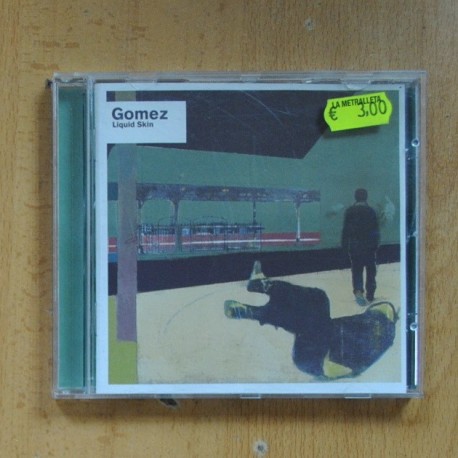 Gomez
Liquid Skin
LA METRALLETA
€ 3,00